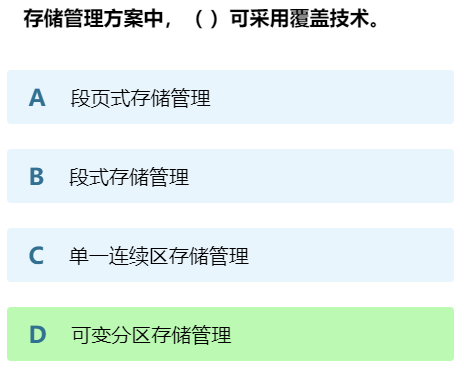 存储管理方案中，（ ）可采用覆盖技术。
A 段页式存储管理
B 段式存储管理
C 单一连续区存储管理
D 可变分区存储管理